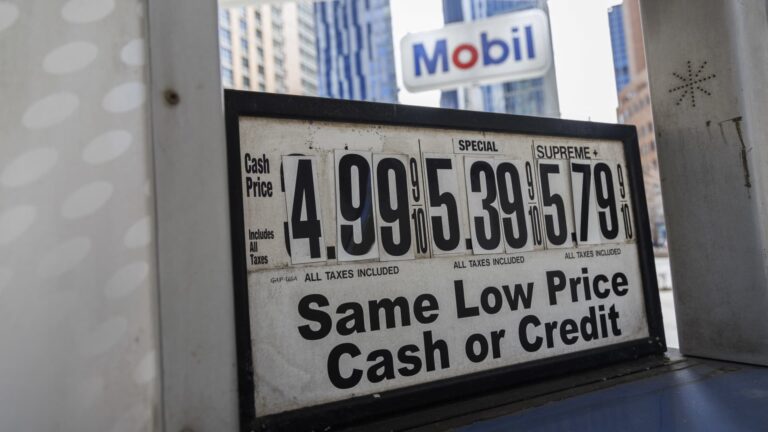 Mobil
SPECIAL
SUPREME +
Cash
Price
4.99 9/10
5.39 9/10
5.79 9/10
Includes
All
Taxes
ALL TAXES INCLUDED
ALL TAXES INCLUDED
ALL TAXES INCLUDED
Same Low Price
Cash or Credit